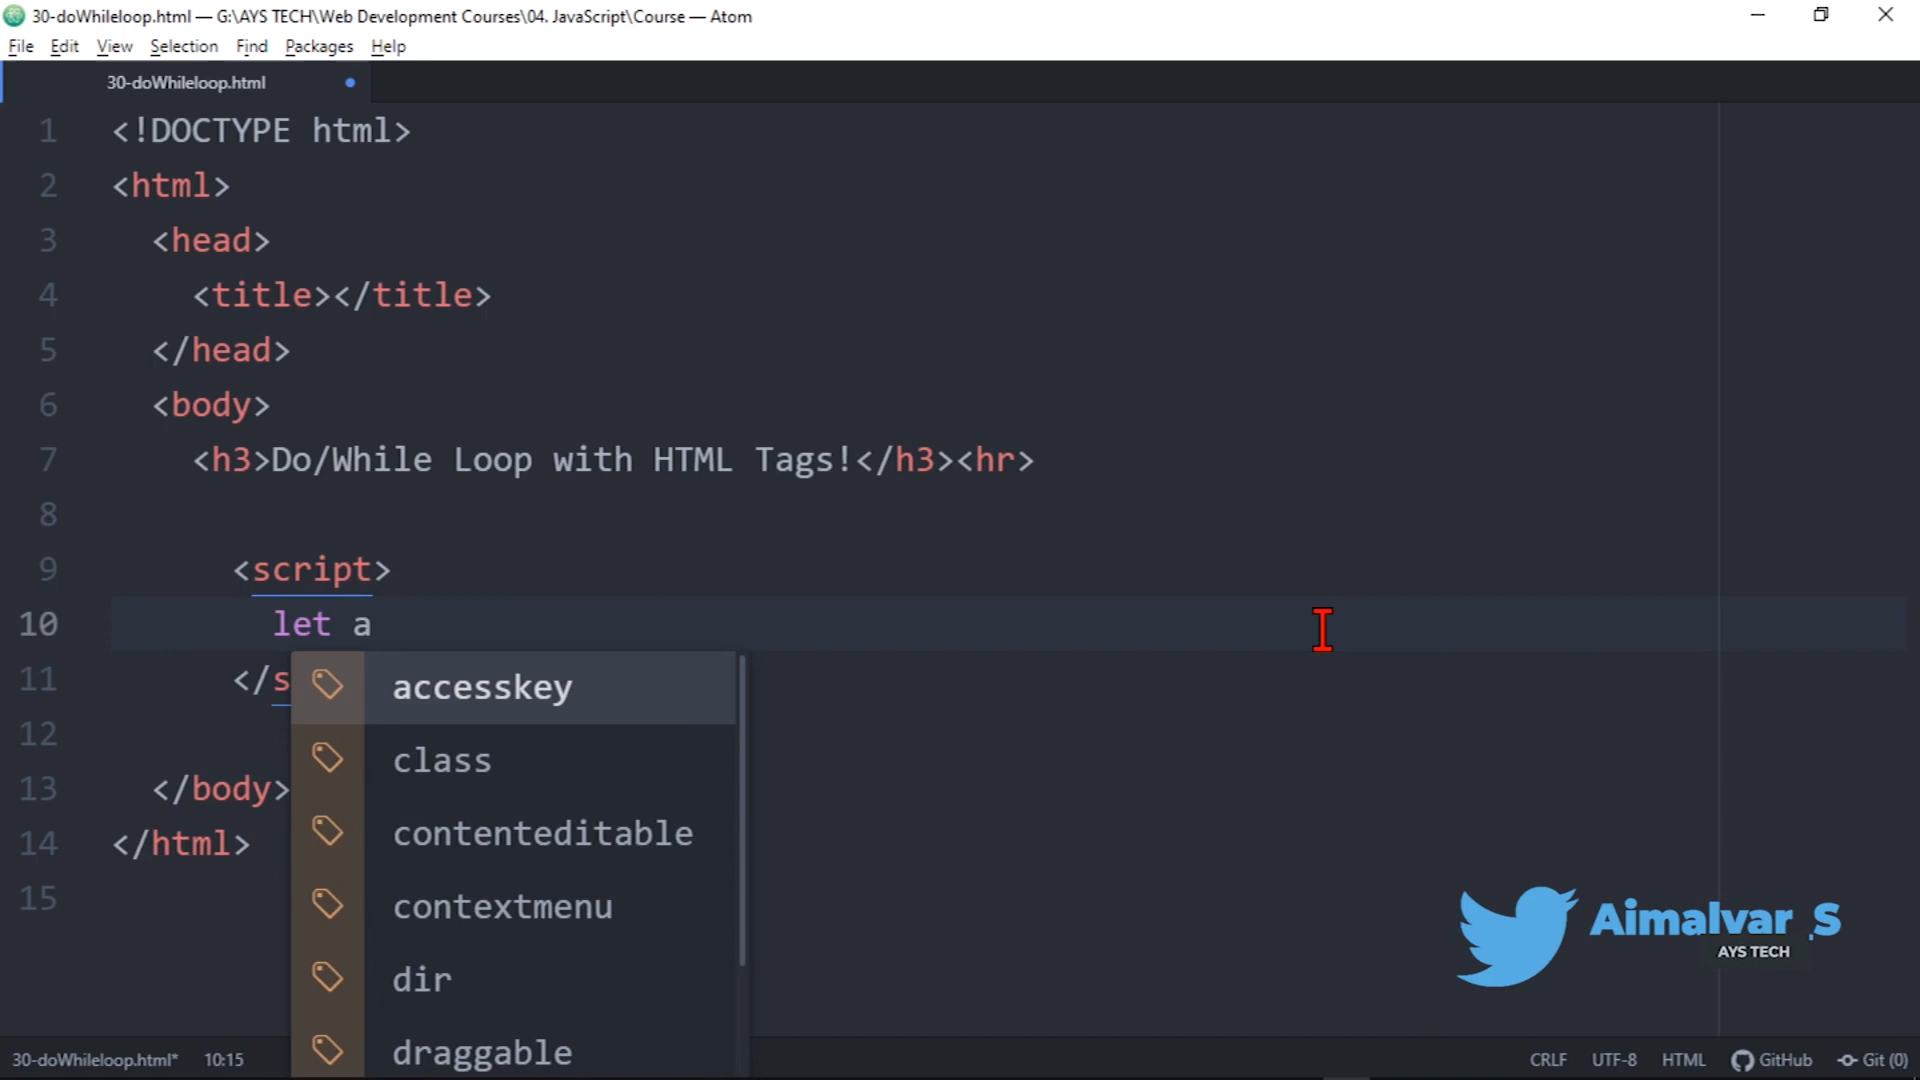 30-doWhileloop.html — G:\AYS TECH\Web Development Courses\04. JavaScript\Course — Atom
File Edit View Selection Find Packages Help
30-doWhileloop.html
1 <!DOCTYPE html>
2 <html>
3 <head>
4 <title></title>
5 </head>
6 <body>
7 <h3>Do/While Loop with HTML Tags!</h3><hr>
8
9 <script>
10 let a
11 </s
accesskey
12
class
13 </body>
contenteditable
14 </html>
contextmenu
15
dir
draggable
Aimalvar_S
AYS TECH
30-doWhileloop.html* 10:15 CRLF UTF-8 HTML GitHub Git (0)